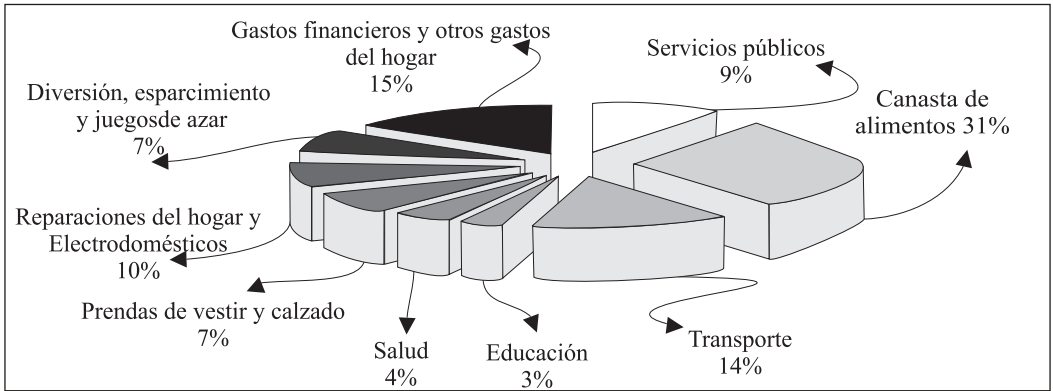 Gastos financieros y otros gastos
del hogar
15%
Servicios públicos
9%
Canasta de
alimentos 31%
Diversión, esparcimiento
y juegosde azar
7%
Reparaciones del hogar y
Electrodomésticos
10%
Prendas de vestir y calzado
7%
Salud
4%
Educación
3%
Transporte
14%